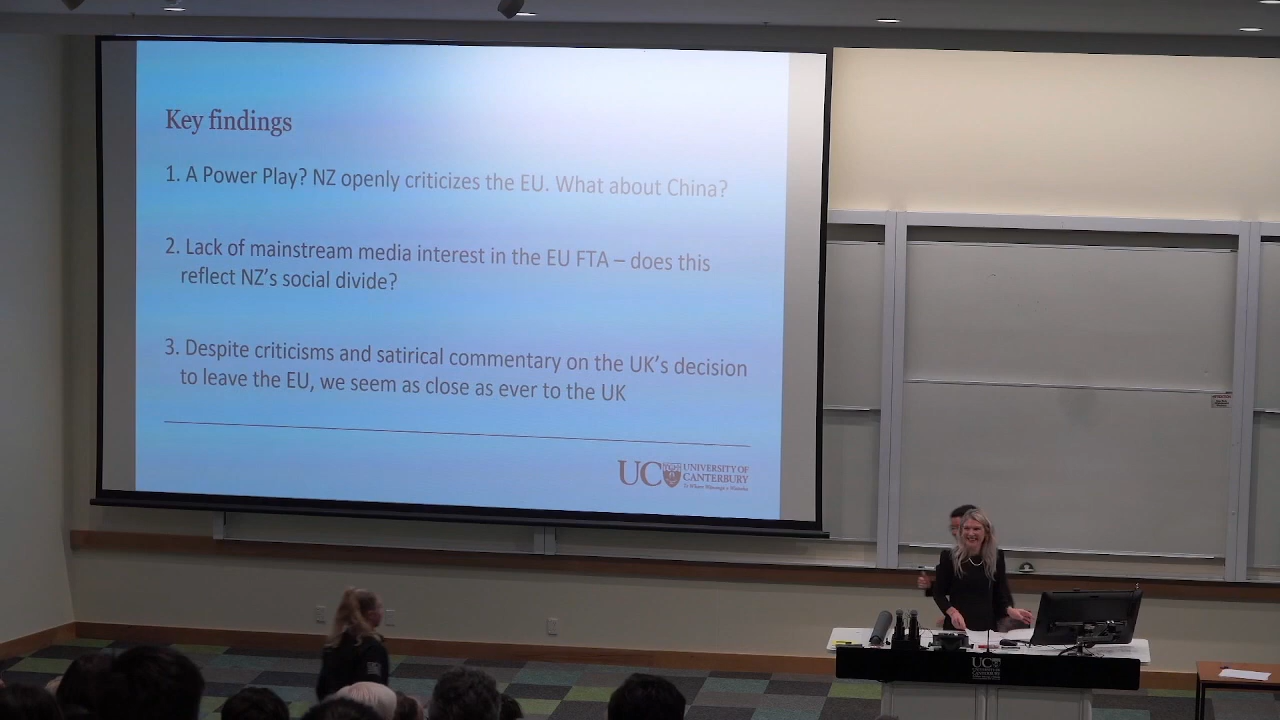 Key findings
1. A Power Play? NZ openly criticizes the EU. What about China?
2. Lack of mainstream media interest in the EU FTA – does this
reflect NZ's social divide?
3. Despite criticisms and satirical commentary on the UK's decision
to leave the EU, we seem as close as ever to the UK
UC UNIVERSITY OF
CANTERBURY
Te Whare Wānanga o Waitaha
UC